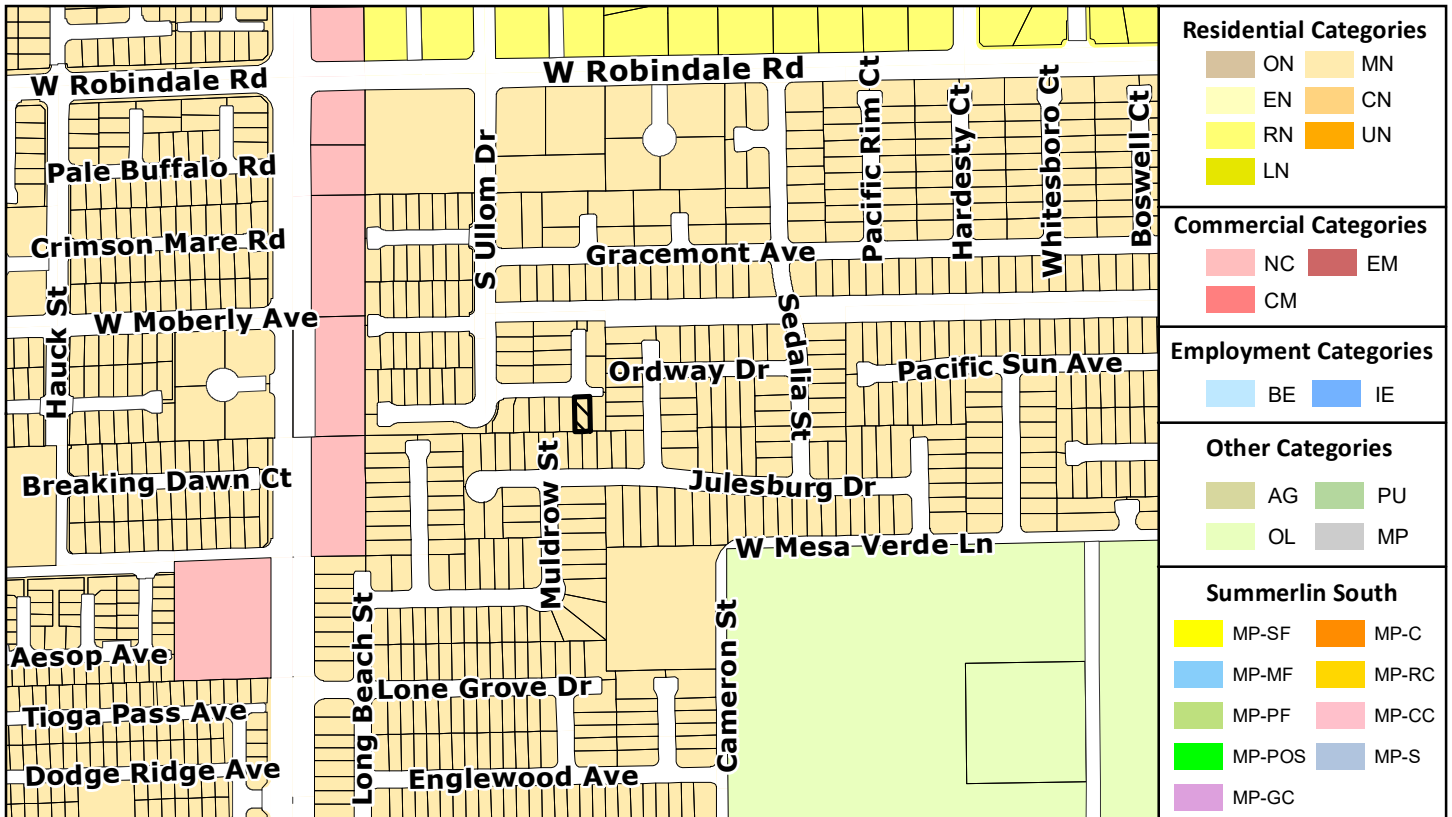 W Robindale Rd
W Robindale Rd
Pale Buffalo Rd
Crimson Mare Rd
Hauck St
W Moberly Ave
Breaking Dawn Ct
Aesop Ave
Tioga Pass Ave
Dodge Ridge Ave
S Ullom Dr
Gracemont Ave
Pacific Rim Ct
Hardesty Ct
Whitesboro Ct
Boswell Ct
Sedalia St
Ordway Dr
Pacific Sun Ave
Muldrow St
Julesburg Dr
W Mesa Verde Ln
Long Beach St
Lone Grove Dr
Cameron St
Englewood Ave
Residential Categories
ON MN
EN CN
RN UN
LN
Commercial Categories
NC EM
CM
Employment Categories
BE IE
Other Categories
AG PU
OL MP
Summerlin South
MP-SF MP-C
MP-MF MP-RC
MP-PF MP-CC
MP-POS MP-S
MP-GC